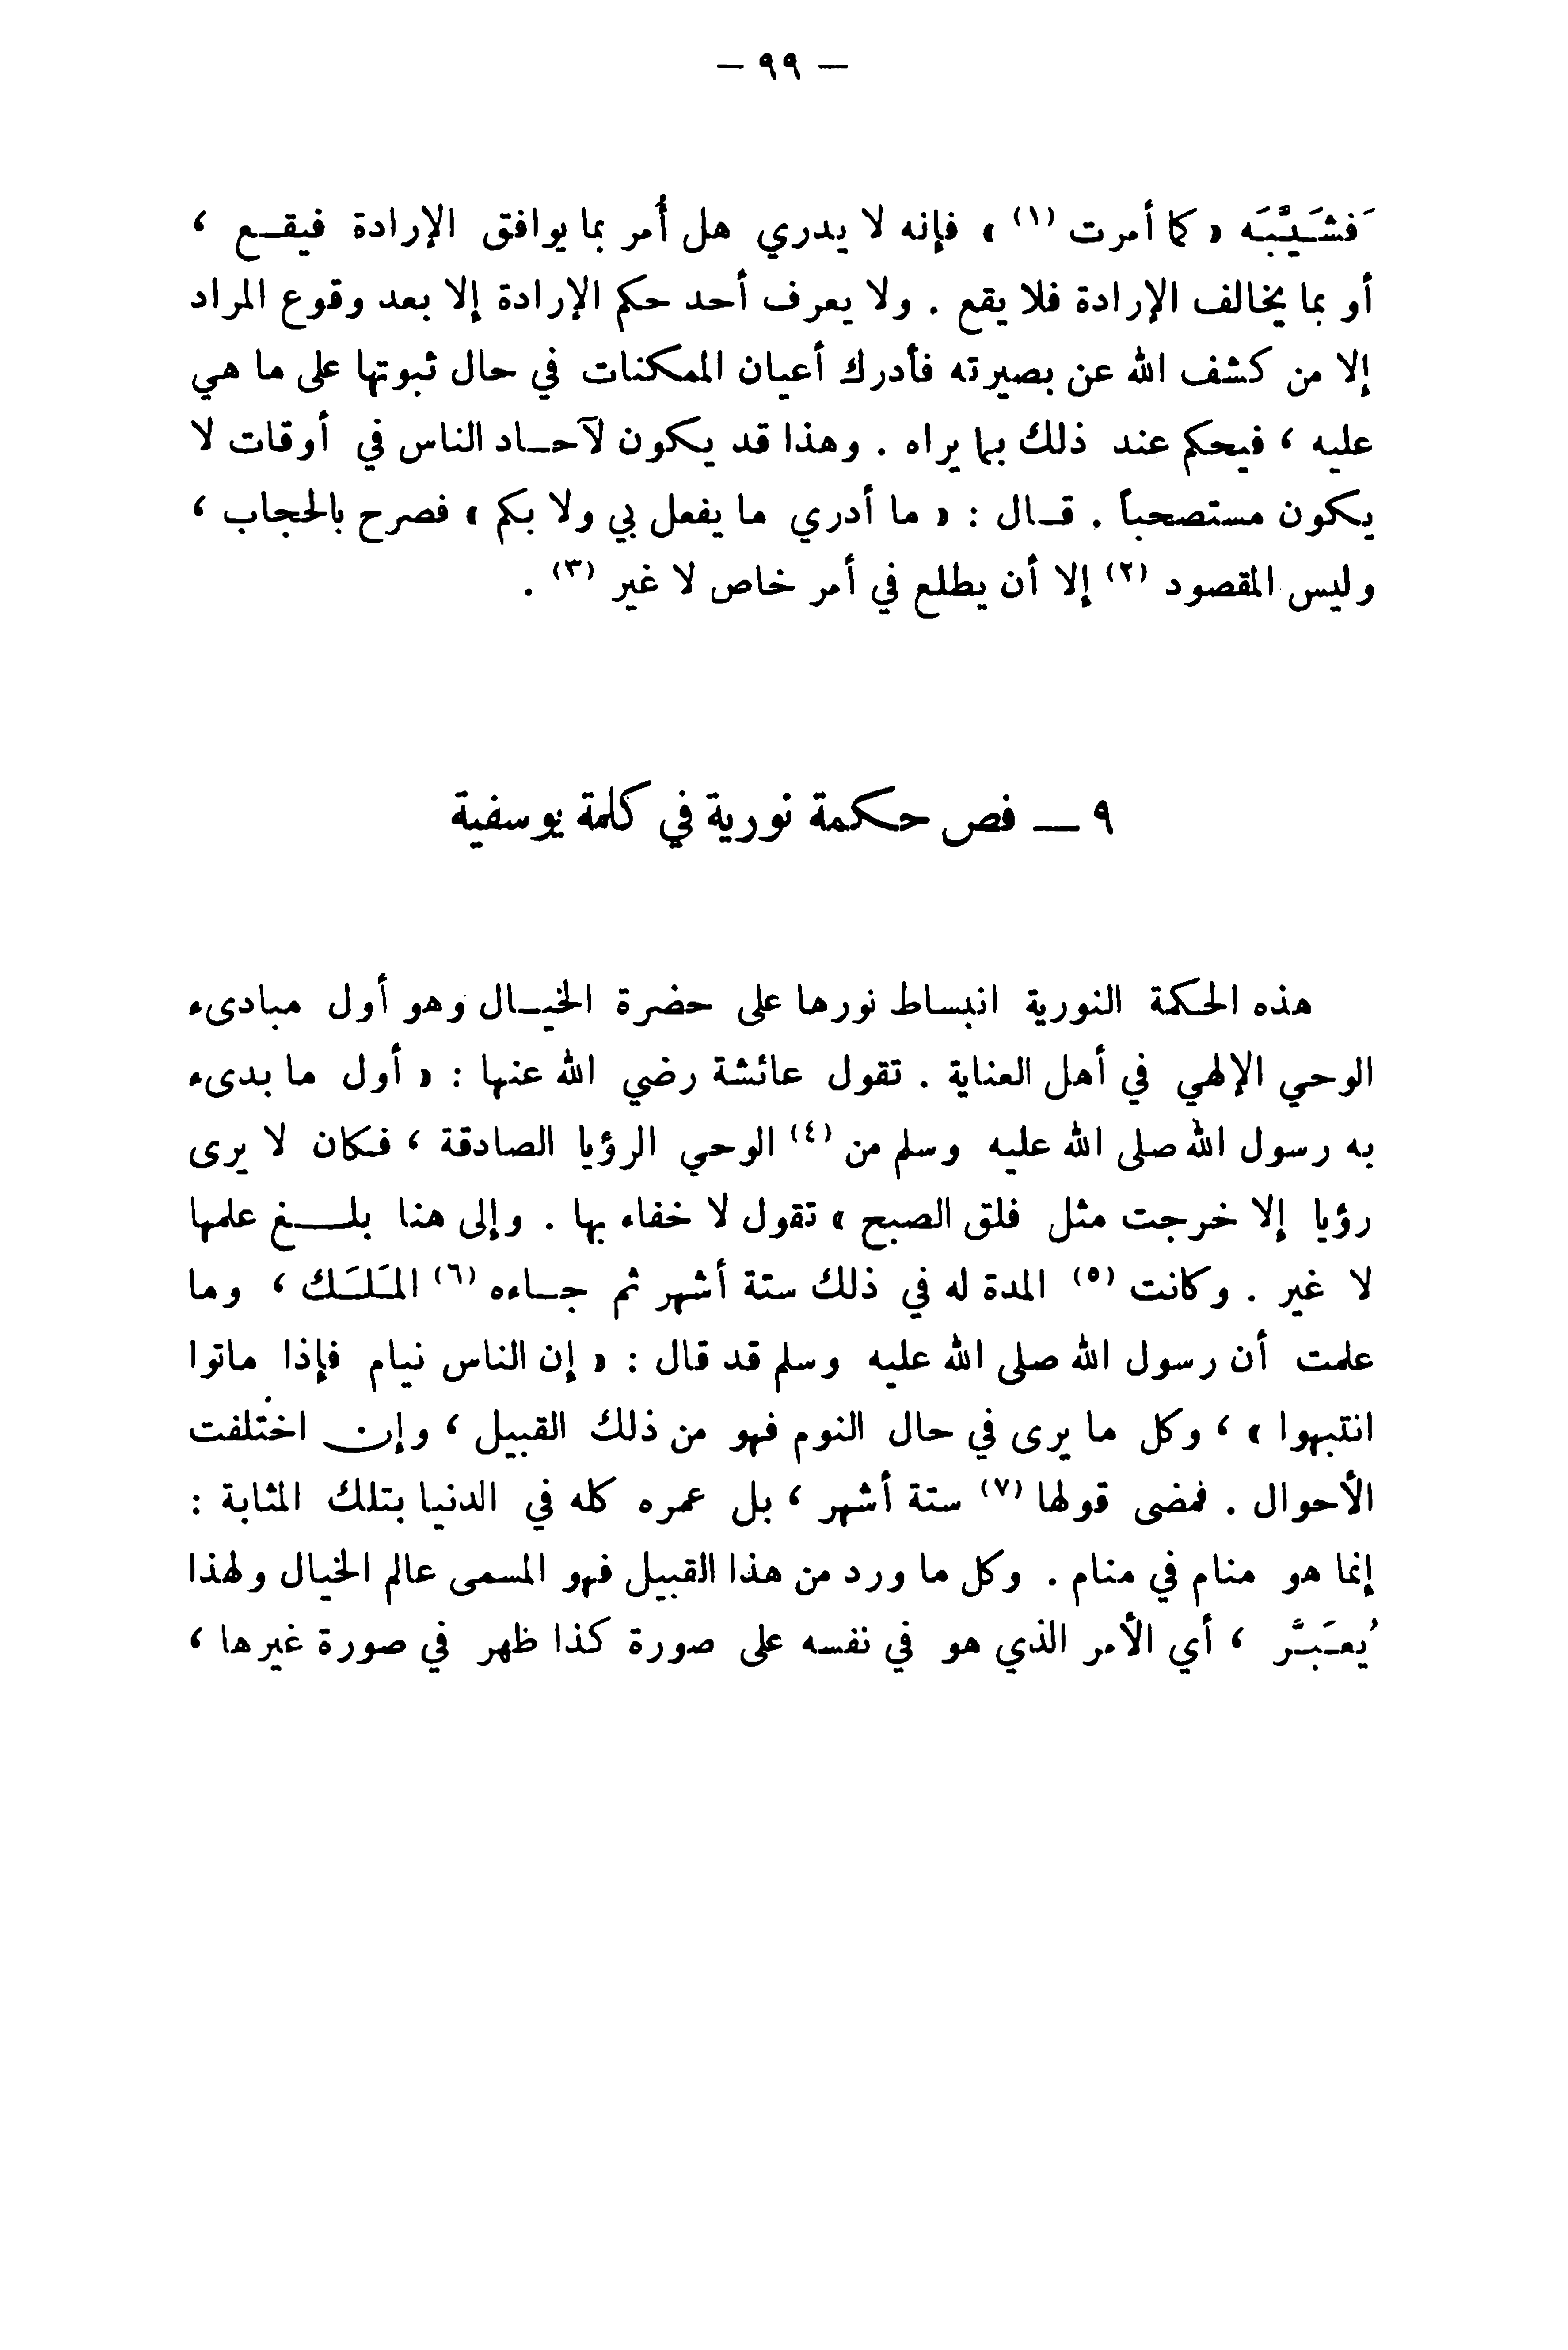 – ٩٩ –
فشَيَّبَه « كما أمرت (١) » فإنه لا يدري هل أُمر بما يوافق الإرادة فيقـع ،
أو بما يخالف الإرادة فلا يقع . ولا يعرف أحد حكم الإرادة إلا بعد وقوع المراد
إلا من كشف الله عن بصيرته فأدرك أعيان الممكنات في حال ثبوتها على ما هي
عليه ، فيحكم عند ذلك بما يراه . وهذا قد يكون لآحـاد الناس في أوقات لا
يكون مستصحباً . قـال : « ما أدري ما يفعل بي ولا بكم » فصرح بالحجاب ،
وليس المقصود (٢) إلا أن يطلع في أمر خاص لا غير (٣) .
٩ — فص حكمة نورية في كلمة يوسفية
هذه الحكمة النورية انبساط نورها على حضرة الخيـال وهو أول مبادىء
الوحي الإلهي في أهل العناية . تقول عائشة رضي الله عنها : « أول ما بدىء
به رسول الله صلى الله عليه وسلم من (٤) الوحي الرؤيا الصادقة ، فكان لا يرى
رؤيا إلا خرجت مثل فلق الصبح » تقول لا خفاء بها . وإلى هنا بلـــغ علمها
لا غير . وكانت (٥) المدة له في ذلك ستة أشهر ثم جـاءه (٦) المَلَك ، وما
علمت أن رسول الله صلى الله عليه وسلم قد قال : « إن الناس نيام فإذا ماتوا
انتبهوا » ، وكل ما يرى في حال النوم فهو من ذلك القبيل ، وإن اختلفت
الأحوال . فمضى قولها (٧) ستة أشهر ، بل عمره كله في الدنيا بتلك المثابة :
إنما هو منام في منام . وكل ما ورد من هذا القبيل فهو المسمى عالم الخيال ولهذا
يُعَبَّر ، أي الأمر الذي هو في نفسه على صورة كذا ظهر في صورة غيرها ،